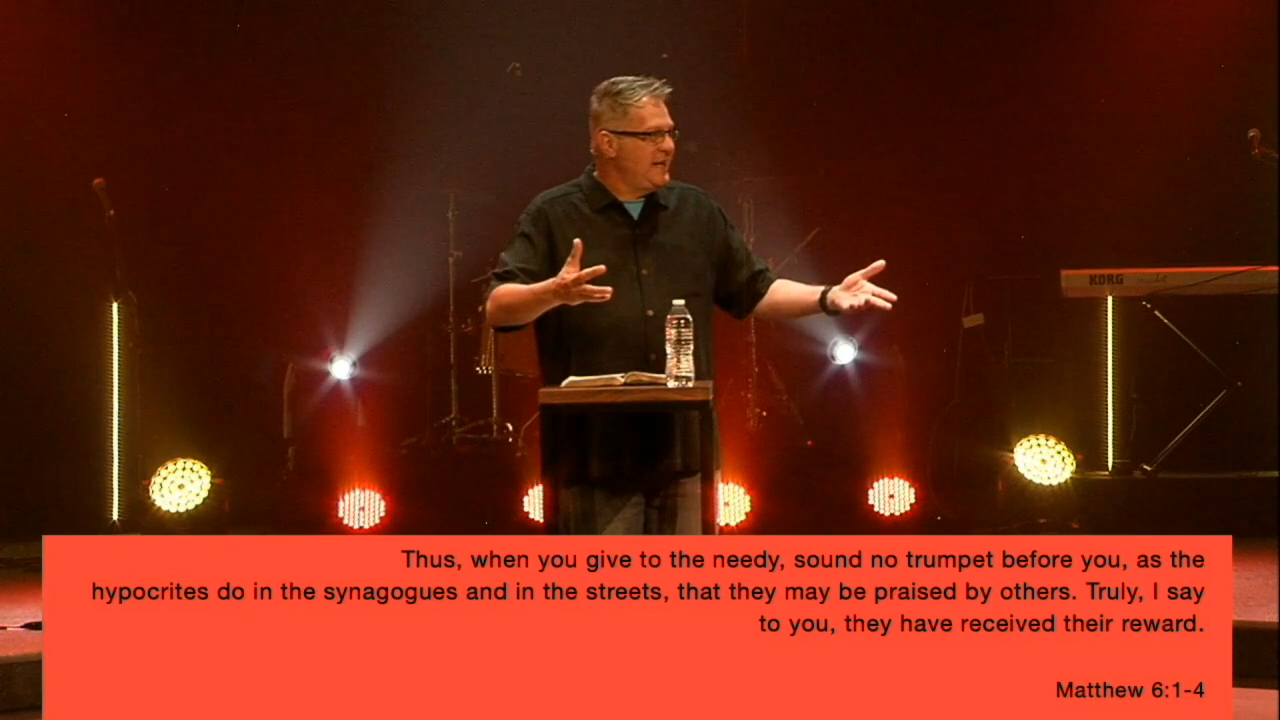 KORG
Thus, when you give to the needy, sound no trumpet before you, as the
hypocrites do in the synagogues and in the streets, that they may be praised by others. Truly, I say
to you, they have received their reward.
Matthew 6:1-4